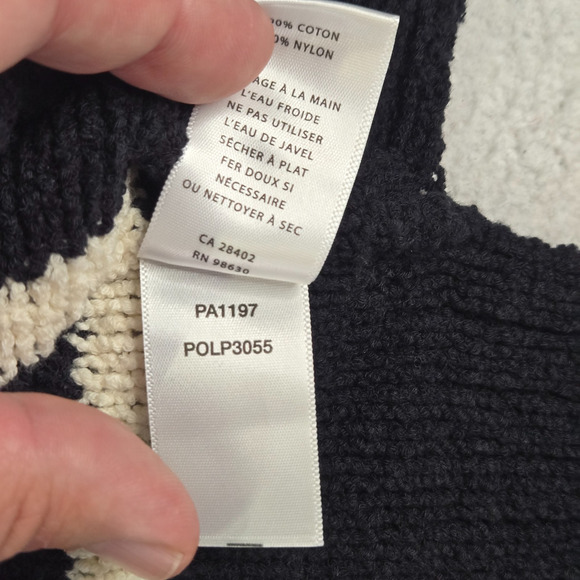 COTON
NYLON
À LA MAIN
L'EAU FROIDE
NE PAS UTILISER
L'EAU DE JAVEL
SÉCHER À PLAT
FER DOUX SI
NÉCESSAIRE
OU NETTOYER À SEC
CA 28402
RN 98630
PA1197
POLP3055